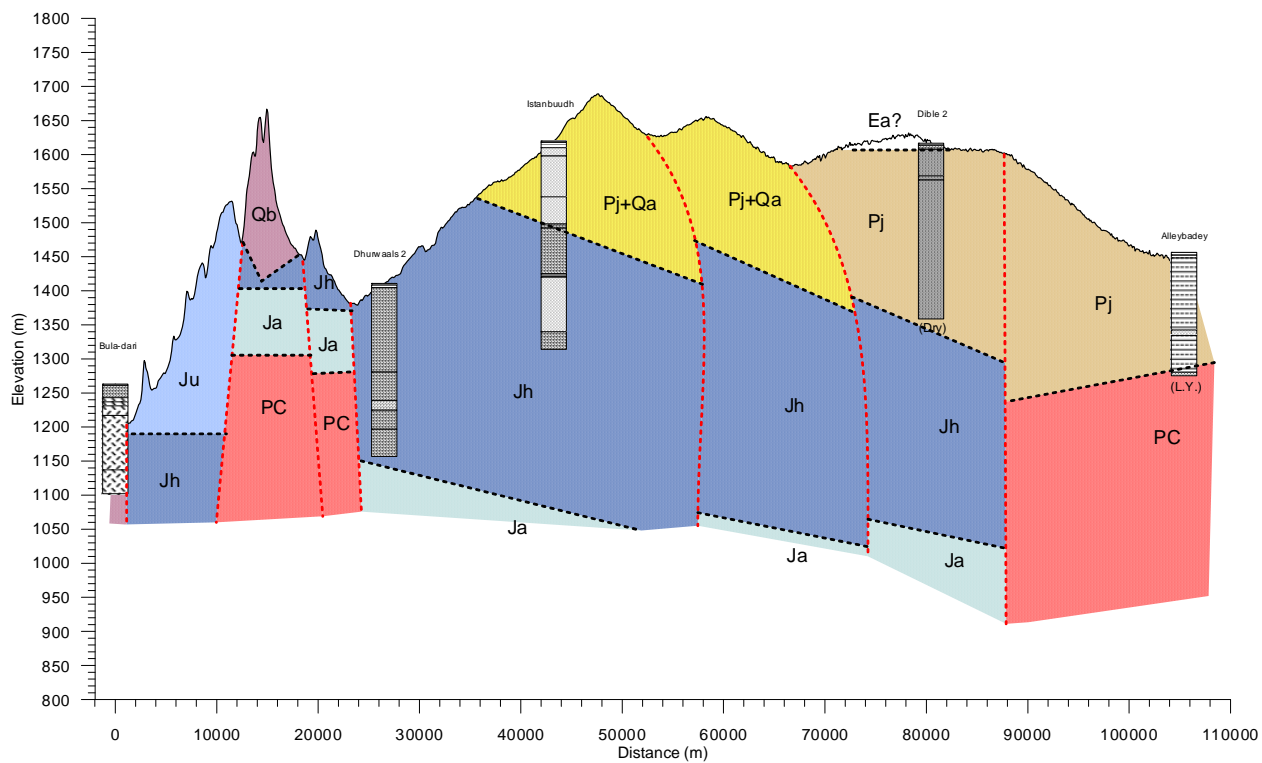 1800
1750
1700
1650
1600
1550
1500
1450
1400
1350
1300
1250
1200
1150
1100
1050
1000
950
900
850
800
Elevation (m)
Bula-dari
Ju
Jh
Qb
Ja
PC
Jh
Ja
PC
Dhurwaals 2
Istanbuudh
Pj+Qa
Jh
Ja
Pj+Qa
Jh
Ja
Ea?
Dible 2
Pj
(Dry)
Jh
Ja
Alleybadey
Pj
(L.Y.)
PC
0 10000 20000 30000 40000 50000 60000 70000 80000 90000 100000 110000
Distance (m)